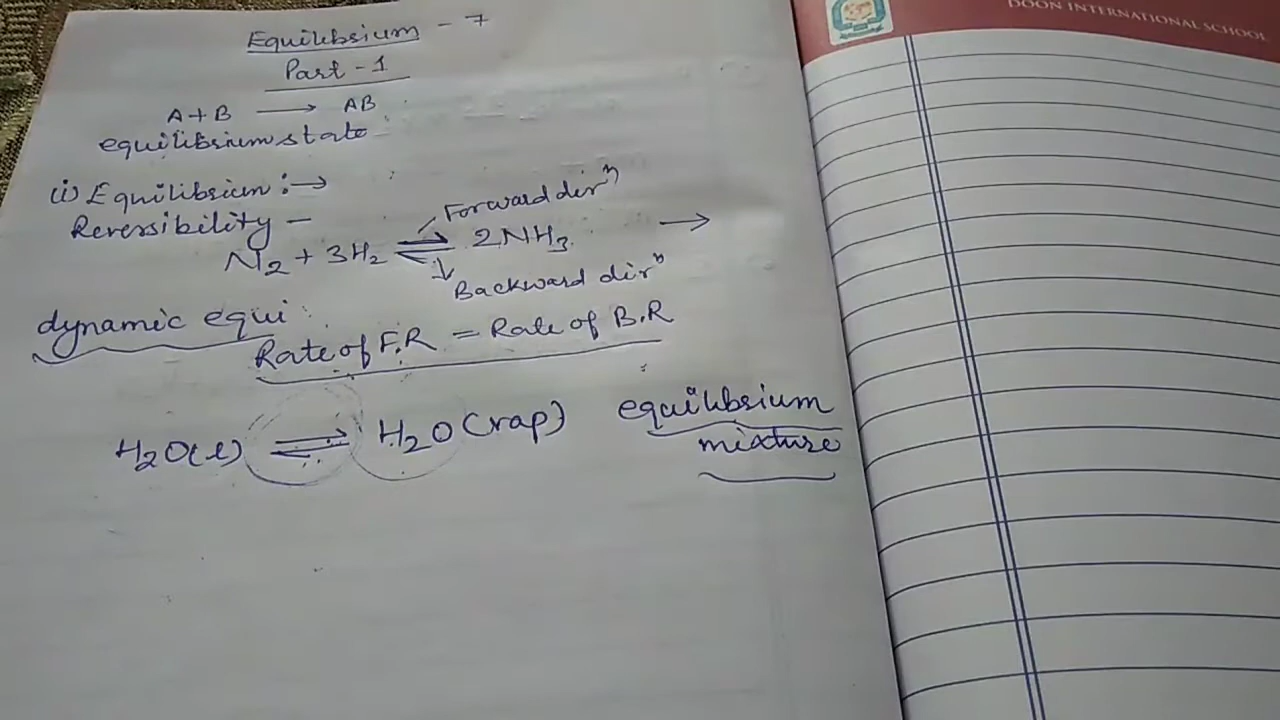 Equilibrium - 7
Part - 1
A + B ⟶ AB
equilibrium state
(i) Equilibrium :→
Reversibility -
Forward dirⁿ
N₂ + 3H₂ ⇌ 2NH₃ ⟶
Backward dirⁿ
dynamic equi
Rate of F.R = Rate of B.R
H₂O(l) ⇌ H₂O(vap)
equilibrium
mixture
DOON INTERNATIONAL SCHOOL